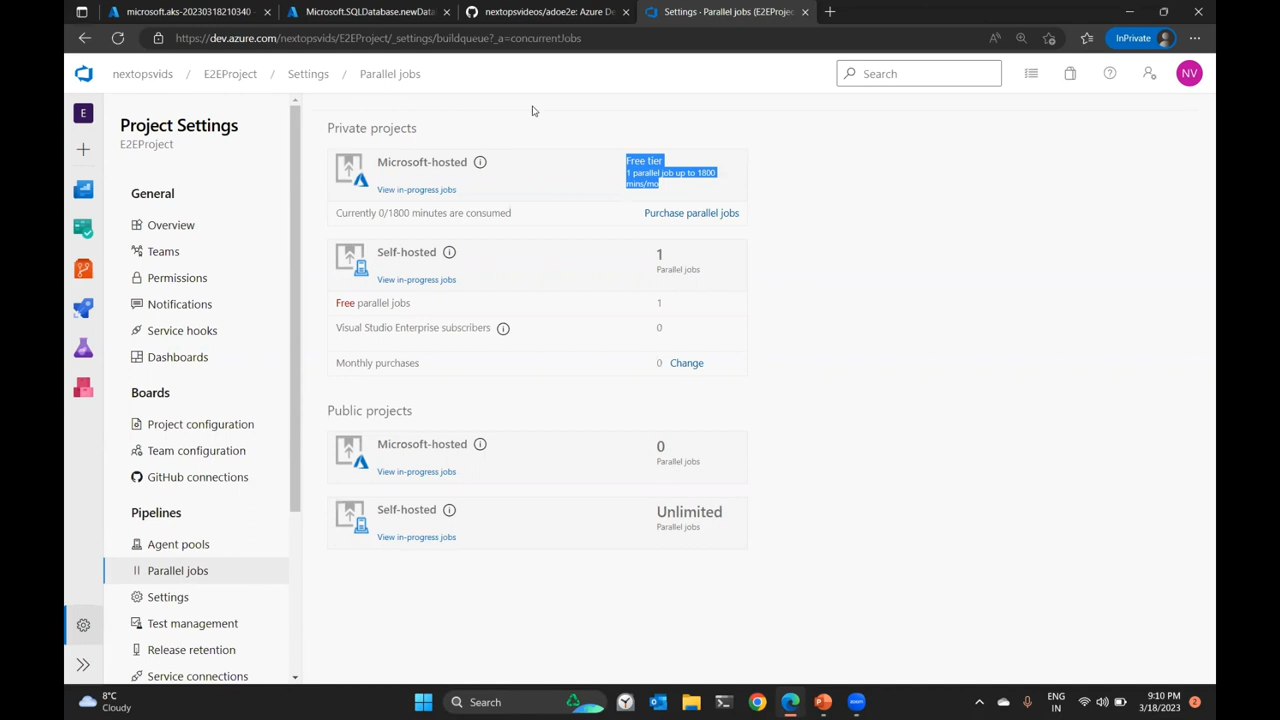 microsoft.aks-20230318210340
Microsoft.SQLDatabase.newData
nextopsvideos/adoe2e: Azure De
Settings - Parallel jobs (E2EProjec
https://dev.azure.com/nextopsvids/E2EProject/_settings/buildqueue?_a=concurrentJobs
InPrivate
nextopsvids / E2EProject / Settings / Parallel jobs
Search
NV
E
Project Settings
E2EProject
General
Overview
Teams
Permissions
Notifications
Service hooks
Dashboards
Boards
Project configuration
Team configuration
GitHub connections
Pipelines
Agent pools
Parallel jobs
Settings
Test management
Release retention
Service connections
Private projects
Microsoft-hosted
View in-progress jobs
Free tier
1 parallel job up to 1800
mins/mo
Currently 0/1800 minutes are consumed
Purchase parallel jobs
Self-hosted
View in-progress jobs
1
Parallel jobs
Free parallel jobs 1
Visual Studio Enterprise subscribers 0
Monthly purchases 0 Change
Public projects
Microsoft-hosted
View in-progress jobs
0
Parallel jobs
Self-hosted
View in-progress jobs
Unlimited
Parallel jobs
8°C
Cloudy
Search
ENG
IN
9:10 PM
3/18/2023
2